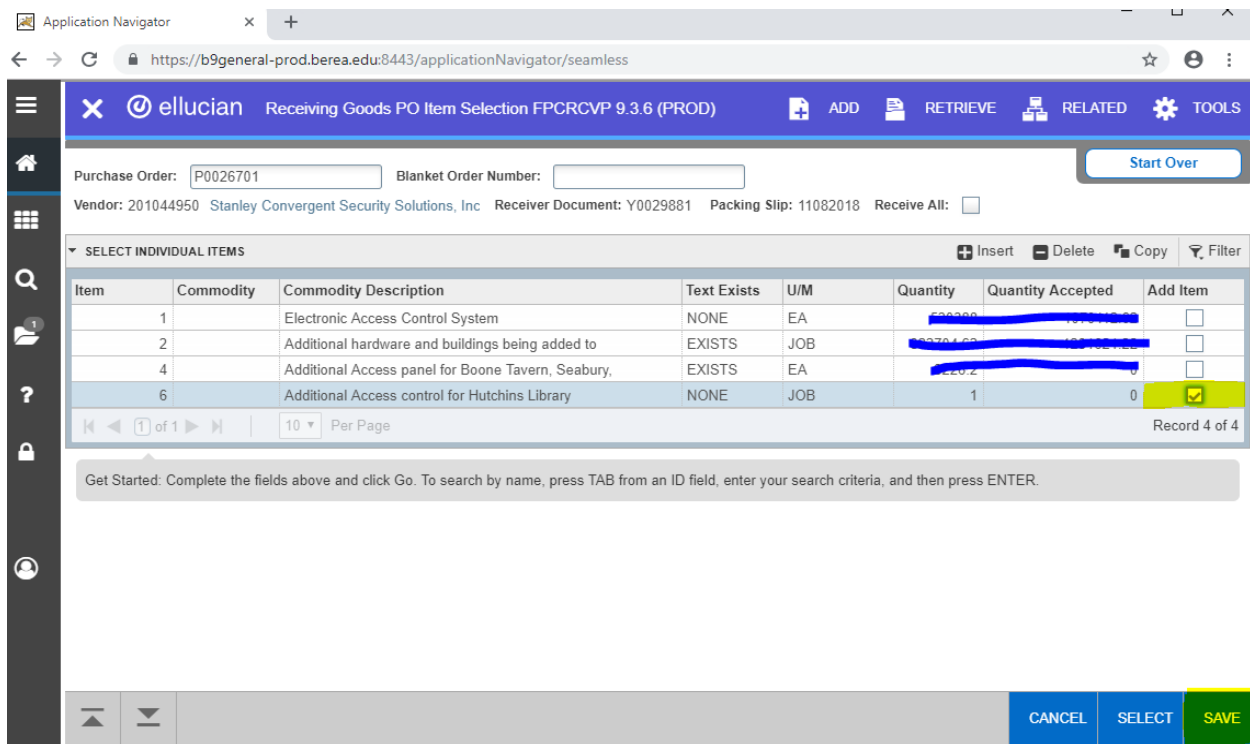 Application Navigator
https://b9general-prod.berea.edu:8443/applicationNavigator/seamless
ellucian Receiving Goods PO Item Selection FPCRCVP 9.3.6 (PROD) ADD RETRIEVE RELATED TOOLS
Start Over
Purchase Order: P0026701 Blanket Order Number:
Vendor: 201044950 Stanley Convergent Security Solutions, Inc Receiver Document: Y0029881 Packing Slip: 11082018 Receive All:
SELECT INDIVIDUAL ITEMS Insert Delete Copy Filter
Item Commodity Commodity Description Text Exists U/M Quantity Quantity Accepted Add Item
1 Electronic Access Control System NONE EA
2 Additional hardware and buildings being added to EXISTS JOB
4 Additional Access panel for Boone Tavern, Seabury, EXISTS EA
6 Additional Access control for Hutchins Library NONE JOB 1 0
1 of 1 10 Per Page Record 4 of 4
1
Get Started: Complete the fields above and click Go. To search by name, press TAB from an ID field, enter your search criteria, and then press ENTER.
CANCEL SELECT SAVE